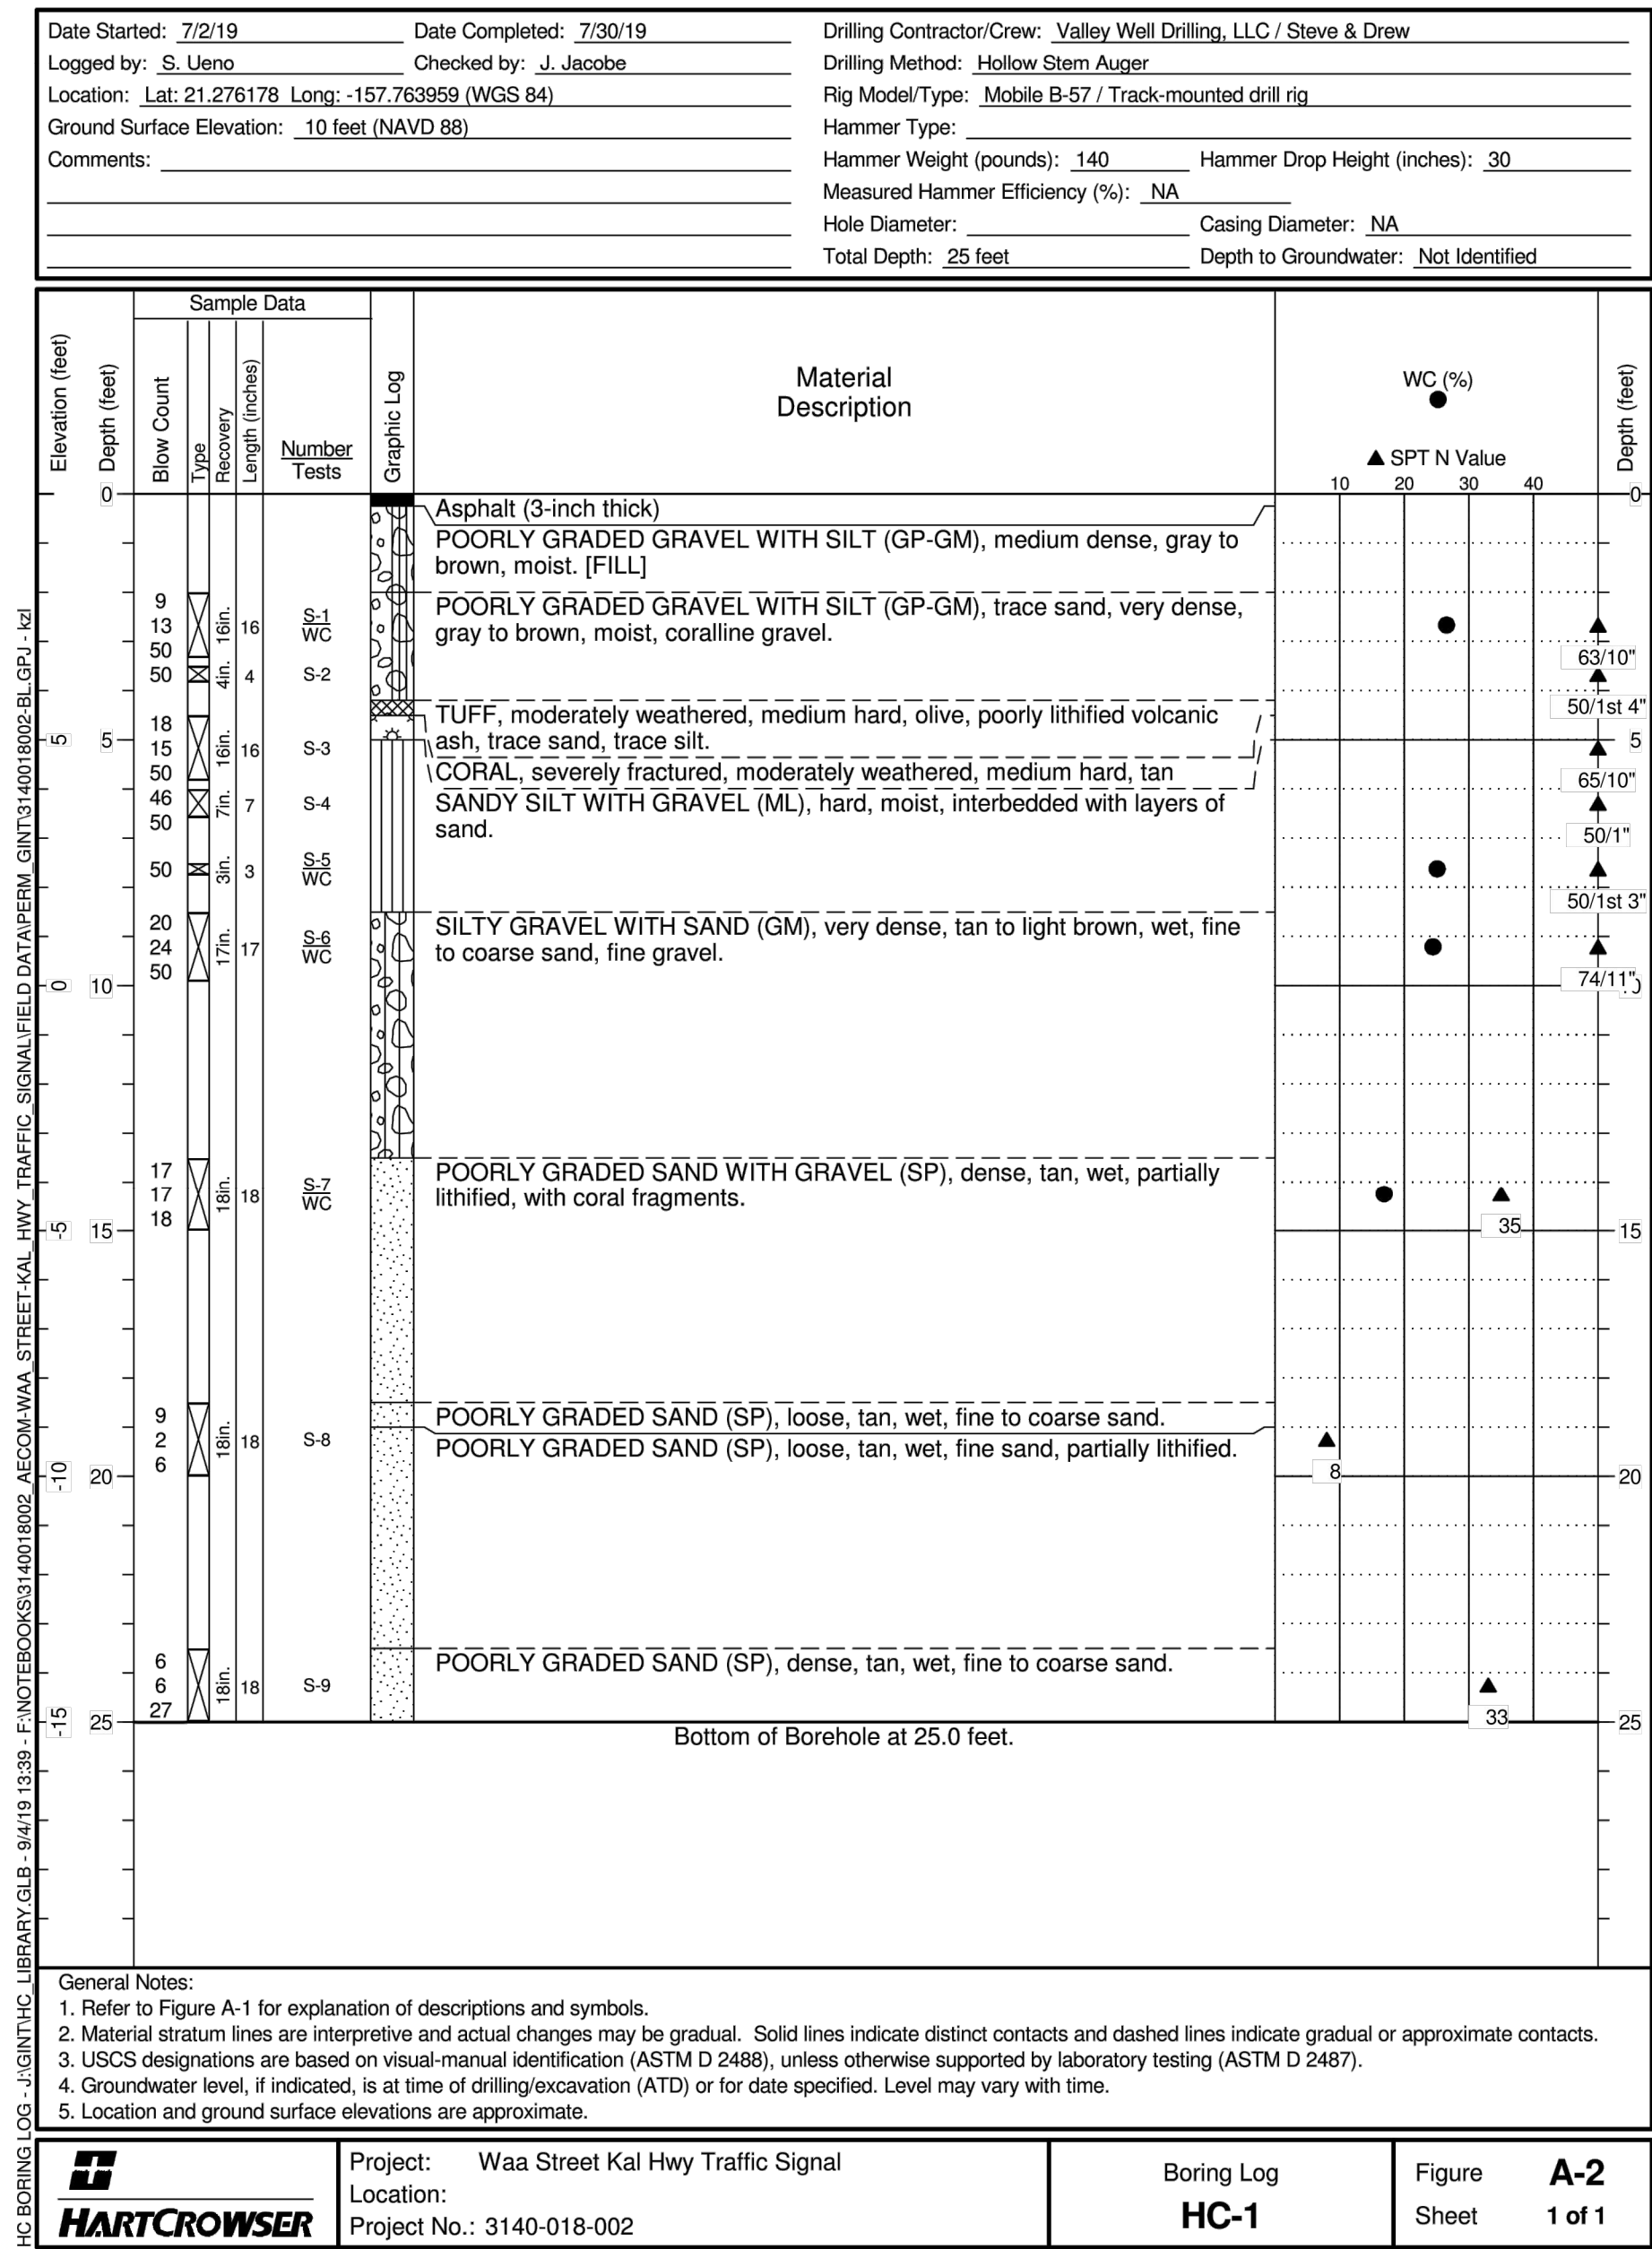 Date Started: 7/2/19 Date Completed: 7/30/19
Logged by: S. Ueno Checked by: J. Jacobe
Location: Lat: 21.276178 Long: -157.763959 (WGS 84)
Ground Surface Elevation: 10 feet (NAVD 88)
Comments:
Drilling Contractor/Crew: Valley Well Drilling, LLC / Steve & Drew
Drilling Method: Hollow Stem Auger
Rig Model/Type: Mobile B-57 / Track-mounted drill rig
Hammer Type:
Hammer Weight (pounds): 140 Hammer Drop Height (inches): 30
Measured Hammer Efficiency (%): NA
Hole Diameter: Casing Diameter: NA
Total Depth: 25 feet Depth to Groundwater: Not Identified
Elevation (feet)
Depth (feet)
Sample Data
Blow Count
Type
Recovery
Length (inches)
Number
Tests
Graphic Log
Material
Description
WC (%)
SPT N Value
10 20 30 40
Depth (feet)
0 0
Asphalt (3-inch thick)
POORLY GRADED GRAVEL WITH SILT (GP-GM), medium dense, gray to
brown, moist. [FILL]
9
13
50
16in.
16
S-1
WC
POORLY GRADED GRAVEL WITH SILT (GP-GM), trace sand, very dense,
gray to brown, moist, coralline gravel.
63/10"
50
4in.
4
S-2
50/1st 4"
TUFF, moderately weathered, medium hard, olive, poorly lithified volcanic
ash, trace sand, trace silt.
18
15
50
16in.
16
S-3
5 5 5
65/10"
CORAL, severely fractured, moderately weathered, medium hard, tan
SANDY SILT WITH GRAVEL (ML), hard, moist, interbedded with layers of
sand.
46
50
7in.
7
S-4
50/1"
50
3in.
3
S-5
WC
50/1st 3"
20
24
50
17in.
17
S-6
WC
SILTY GRAVEL WITH SAND (GM), very dense, tan to light brown, wet, fine
to coarse sand, fine gravel.
74/11"
0 10
17
17
18
18in.
18
S-7
WC
POORLY GRADED SAND WITH GRAVEL (SP), dense, tan, wet, partially
lithified, with coral fragments.
35
-5 15 15
9
2
6
18in.
18
S-8
POORLY GRADED SAND (SP), loose, tan, wet, fine to coarse sand.
POORLY GRADED SAND (SP), loose, tan, wet, fine sand, partially lithified.
8
-10 20 20
6
6
27
18in.
18
S-9
POORLY GRADED SAND (SP), dense, tan, wet, fine to coarse sand.
33
-15 25 25
Bottom of Borehole at 25.0 feet.
General Notes:
1. Refer to Figure A-1 for explanation of descriptions and symbols.
2. Material stratum lines are interpretive and actual changes may be gradual. Solid lines indicate distinct contacts and dashed lines indicate gradual or approximate contacts.
3. USCS designations are based on visual-manual identification (ASTM D 2488), unless otherwise supported by laboratory testing (ASTM D 2487).
4. Groundwater level, if indicated, is at time of drilling/excavation (ATD) or for date specified. Level may vary with time.
5. Location and ground surface elevations are approximate.
HC BORING LOG - J:\GINT\HC_LIBRARY.GLB - 9/4/19 13:39 - F:\NOTEBOOKS\3140018002_AECOM-WAA_STREET-KAL_HWY_TRAFFIC_SIGNAL\FIELD DATA\PERM_GINT\3140018002-BL.GPJ - kzl
HARTCROWSER
Project: Waa Street Kal Hwy Traffic Signal
Location:
Project No.: 3140-018-002
Boring Log
HC-1
Figure A-2
Sheet 1 of 1